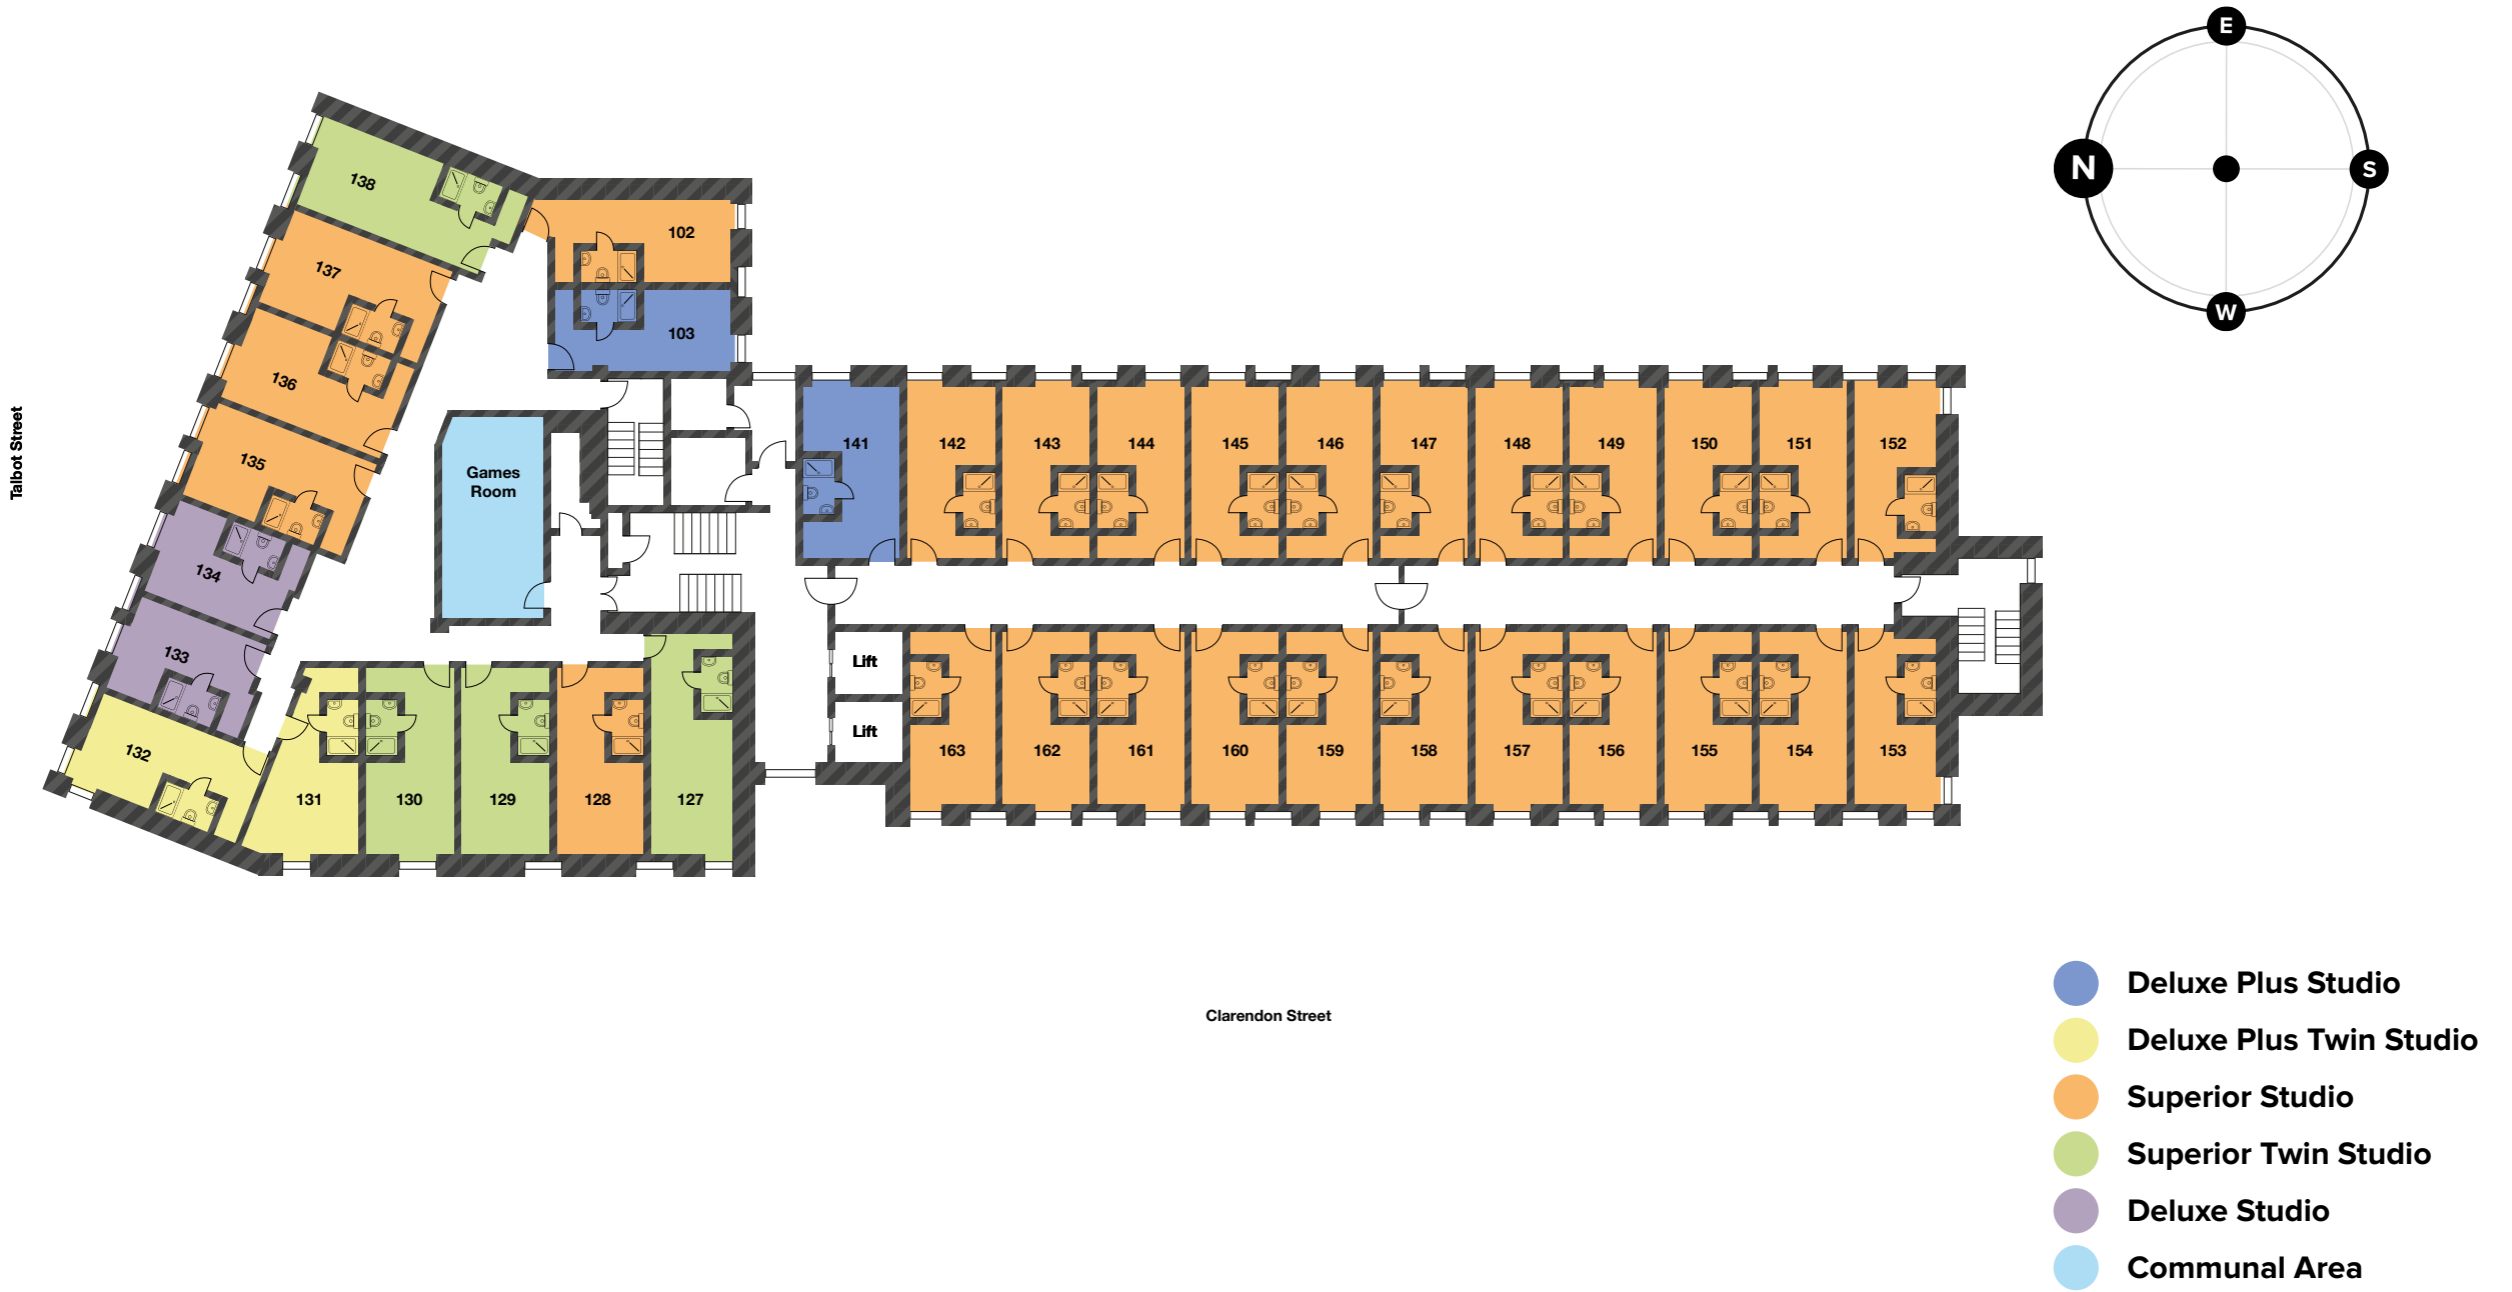 E
N
S
W
138
102
137
103
136
Talbot Street
135
Games
Room
141
142
143
144
145
146
147
148
149
150
151
152
134
133
132
131
130
129
128
127
Lift
Lift
163
162
161
160
159
158
157
156
155
154
153
Clarendon Street
Deluxe Plus Studio
Deluxe Plus Twin Studio
Superior Studio
Superior Twin Studio
Deluxe Studio
Communal Area